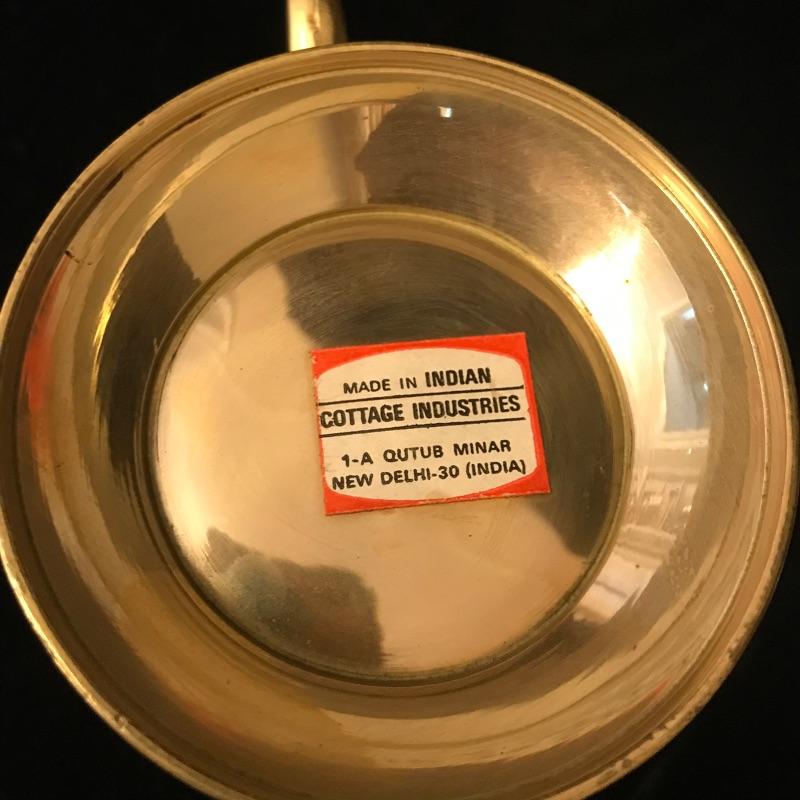 MADE IN INDIAN
COTTAGE INDUSTRIES
1-A QUTUB MINAR
NEW DELHI-30 (INDIA)